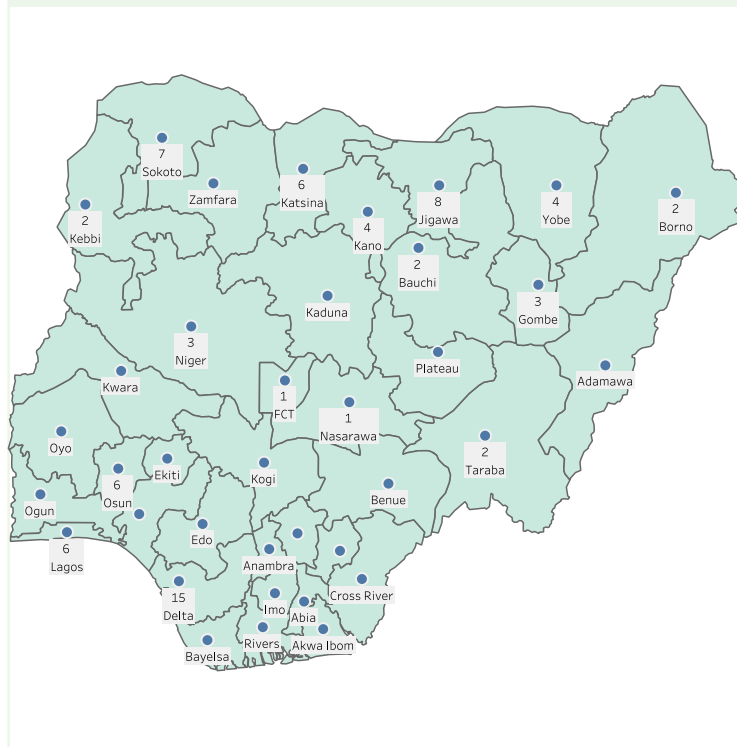 7
Sokoto
Zamfara
6
Katsina
8
Jigawa
4
Yobe
2
Borno
2
Kebbi
4
Kano
2
Bauchi
3
Gombe
Kaduna
3
Niger
Plateau
Adamawa
Kwara
1
FCT
1
Nasarawa
2
Taraba
Oyo
6
Osun
Ekiti
Kogi
Benue
Ogun
Edo
6
Lagos
Anambra
15
Delta
Imo
Abia
Cross River
Bayelsa
Rivers
Akwa Ibom